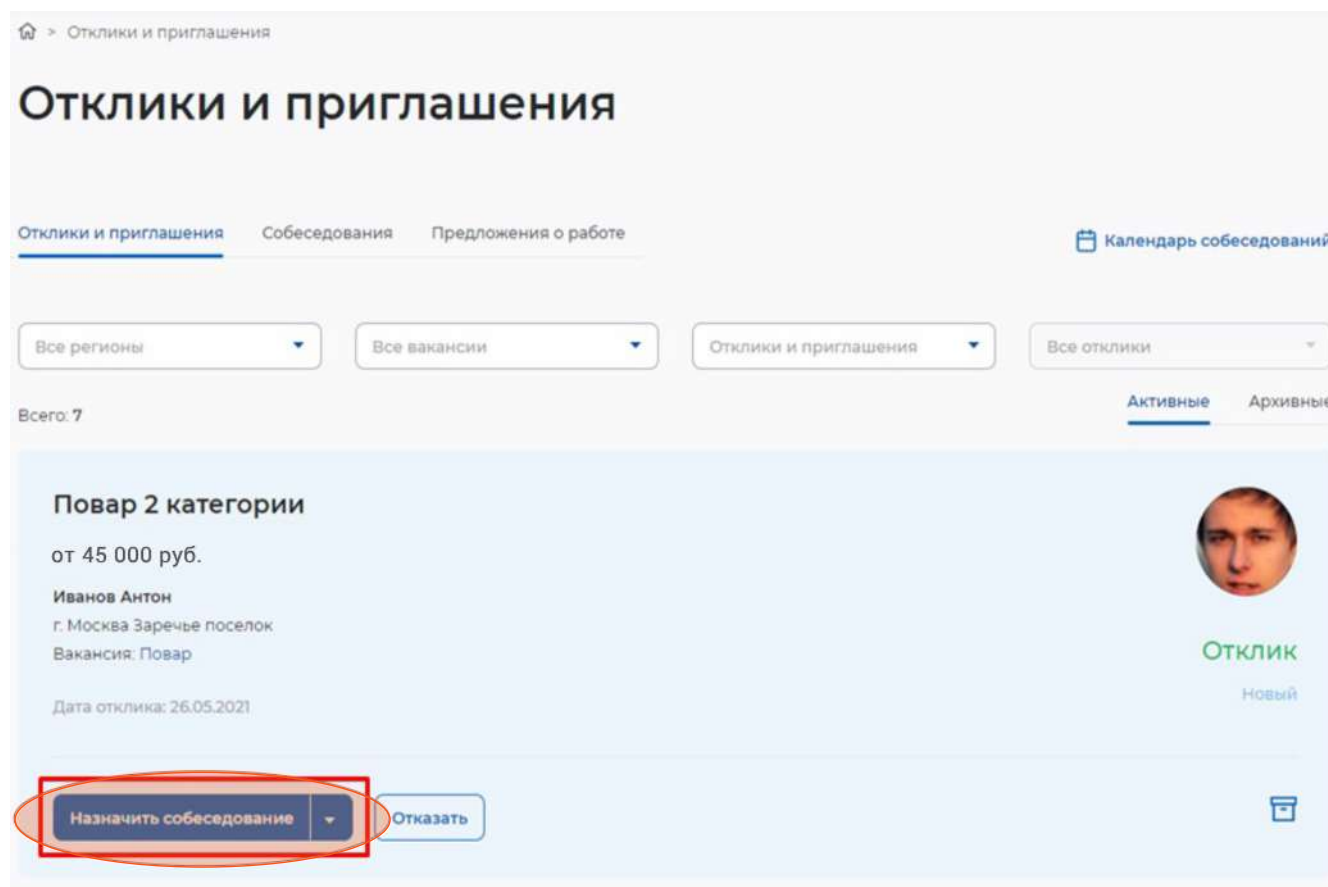 > Отклики и приглашения
Отклики и приглашения
Отклики и приглашения Собеседования Предложения о работе Календарь собеседований
Все регионы Все вакансии Отклики и приглашения Все отклики
Всего: 7 Активные Архивные
Повар 2 категории
от 45 000 руб.
Иванов Антон
г. Москва Заречье поселок
Вакансия: Повар
Отклик
Новый
Дата отклика: 26.05.2021
Назначить собеседование Отказать